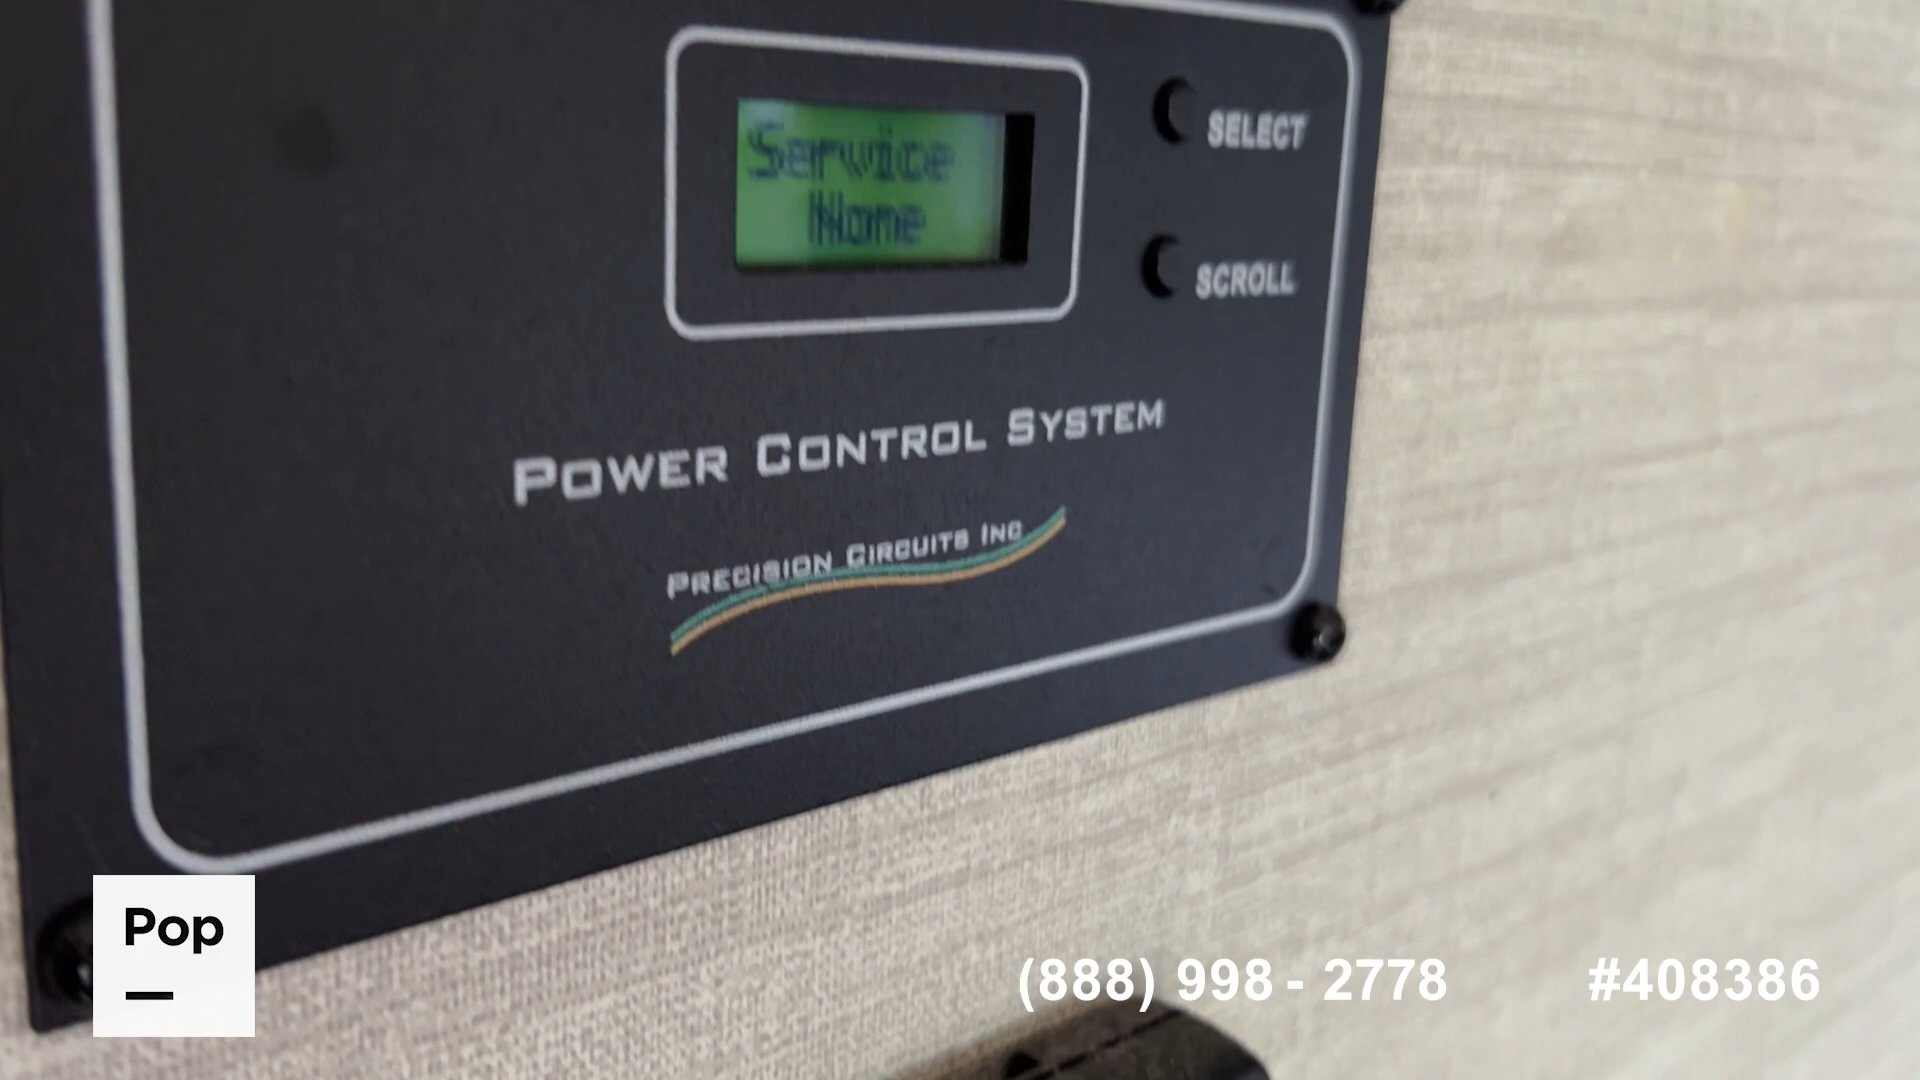 Service
None
SELECT
SCROLL
POWER CONTROL SYSTEM
PRECISION CIRCUITS INC
Pop
(888) 998 - 2778
#408386